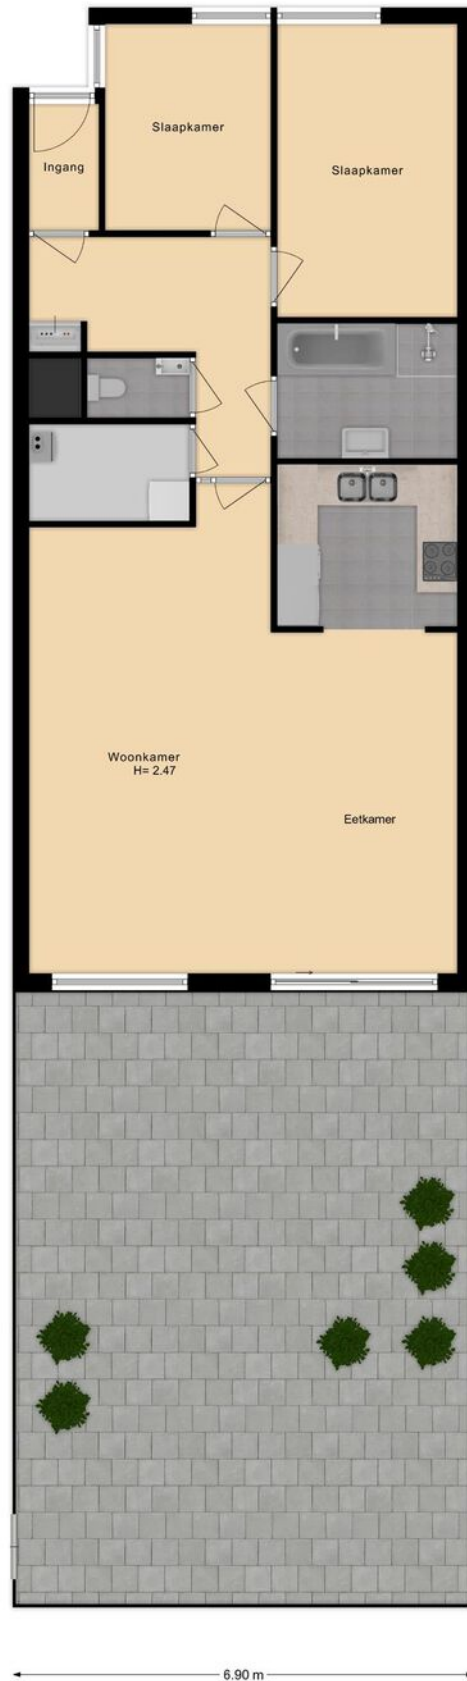 Slaapkamer
Ingang
Slaapkamer
Woonkamer
H= 2.47
Eetkamer
6.90 m